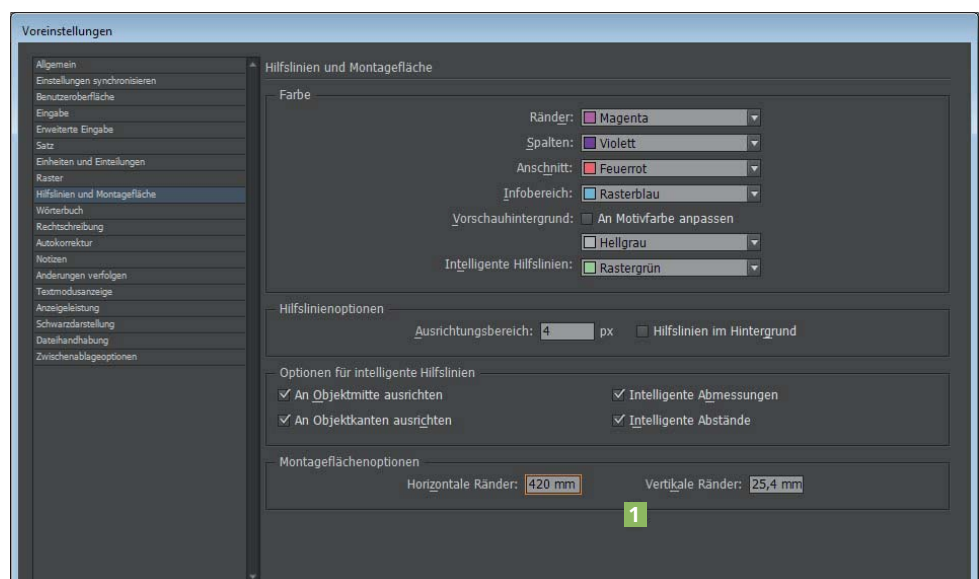 Voreinstellungen
Allgemein
Einstellungen synchronisieren
Benutzeroberfläche
Eingabe
Erweiterte Eingabe
Satz
Einheiten und Einteilungen
Raster
Hilfslinien und Montagefläche
Wörterbuch
Rechtschreibung
Autokorrektur
Notizen
Änderungen verfolgen
Textmodusanzeige
Anzeigeleistung
Schwarzdarstellung
Dateihandhabung
Zwischenablageoptionen
Hilfslinien und Montagefläche
Farbe
Ränder: Magenta
Spalten: Violett
Anschnitt: Feuerrot
Infobereich: Rasterblau
Vorschauhintergrund: An Motivfarbe anpassen
Hellgrau
Intelligente Hilfslinien: Rastergrün
Hilfslinienoptionen
Ausrichtungsbereich: 4 px Hilfslinien im Hintergrund
Optionen für intelligente Hilfslinien
An Objektmitte ausrichten Intelligente Abmessungen
An Objektkanten ausrichten Intelligente Abstände
Montageflächenoptionen
Horizontale Ränder: 420 mm Vertikale Ränder: 25,4 mm
1